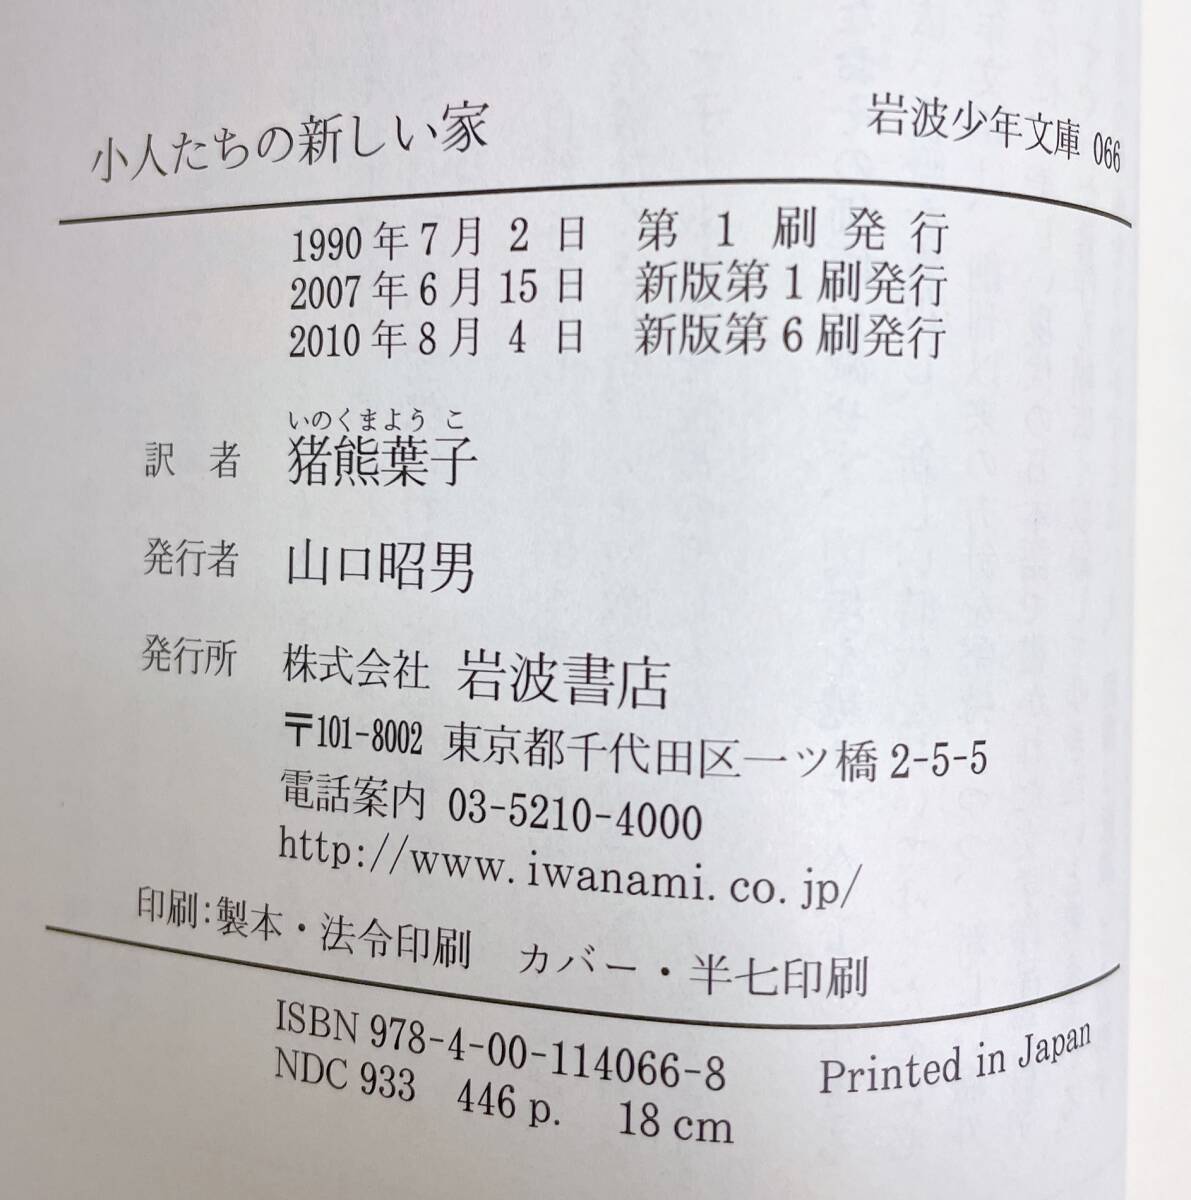 小人たちの新しい家　岩波少年文庫 066
1990年7月2日　第1刷発行
2007年6月15日　新版第1刷発行
2010年8月4日　新版第6刷発行
いのくまようこ
訳者　猪熊葉子
発行者　山口昭男
発行所　株式会社 岩波書店
〒101-8002 東京都千代田区一ツ橋2-5-5
電話案内 03-5210-4000
http://www.iwanami.co.jp/
印刷:製本・法令印刷　カバー・半七印刷
ISBN 978-4-00-114066-8　Printed in Japan
NDC 933　446 p.　18 cm